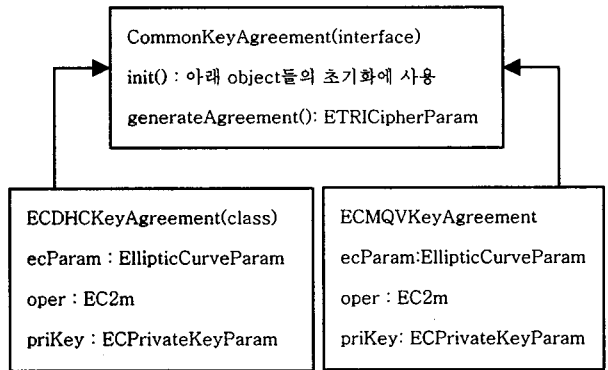 CommonKeyAgreement(interface)
init() : 아래 object들의 초기화에 사용
generateAgreement(): ETRICipherParam
ECDHCKeyAgreement(class)
ecParam : EllipticCurveParam
oper : EC2m
priKey : ECPrivateKeyParam
ECMQVKeyAgreement
ecParam:EllipticCurveParam
oper : EC2m
priKey: ECPrivateKeyParam